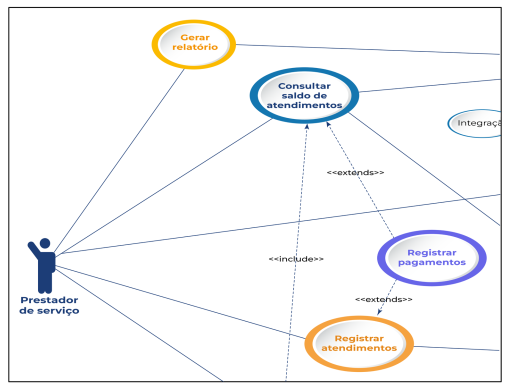 Gerar
relatório
Consultar
saldo de
atendimentos
Integraçã
<<extends>>
Registrar
pagamentos
<<include>>
Prestador
de serviço
<<extends>>
Registrar
atendimentos